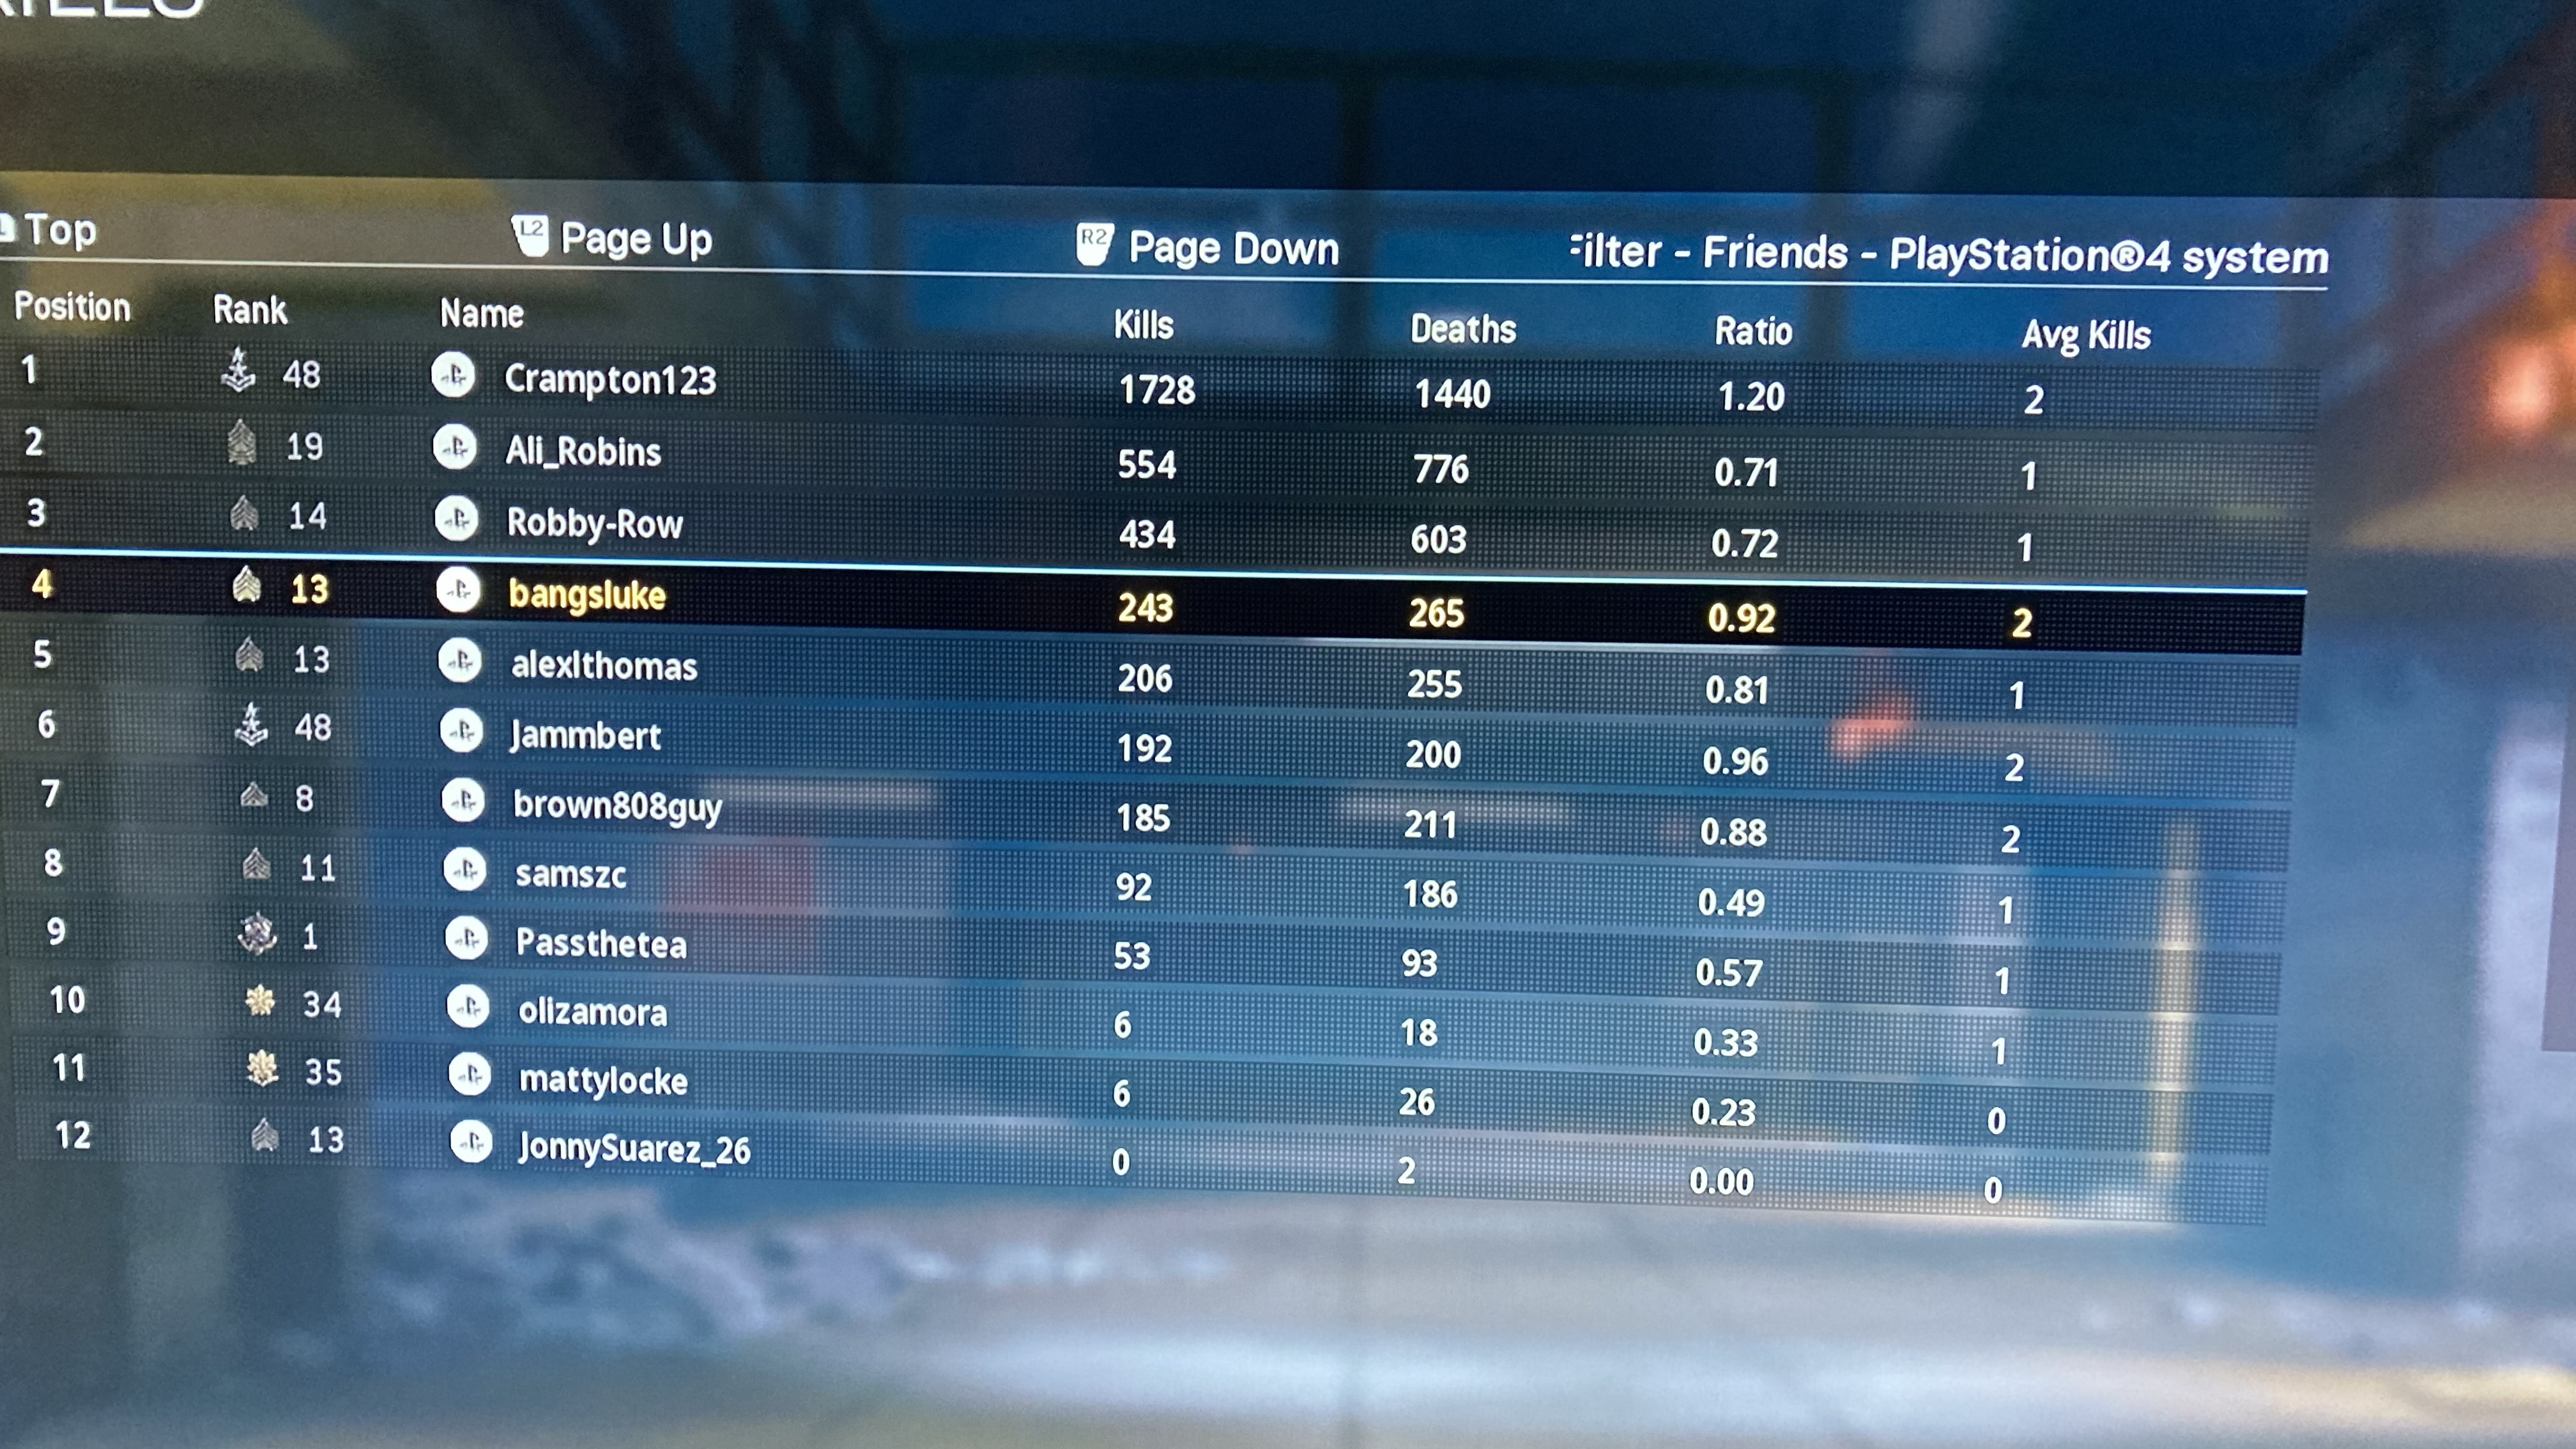 KILLS
Top L2 Page Up R2 Page Down Filter - Friends - PlayStation®4 system
Position Rank Name Kills Deaths Ratio Avg Kills
1 48 Crampton123 1728 1440 1.20 2
2 19 Ali_Robins 554 776 0.71 1
3 14 Robby-Row 434 603 0.72 1
4 13 bangsluke 243 265 0.92 2
5 13 alexlthomas 206 255 0.81 1
6 48 Jammbert 192 200 0.96 2
7 8 brown808guy 185 211 0.88 2
8 11 samszc 92 186 0.49 1
9 1 Passthetea 53 93 0.57 1
10 34 olizamora 6 18 0.33 1
11 35 mattylocke 6 26 0.23 0
12 13 JonnySuarez_26 0 2 0.00 0